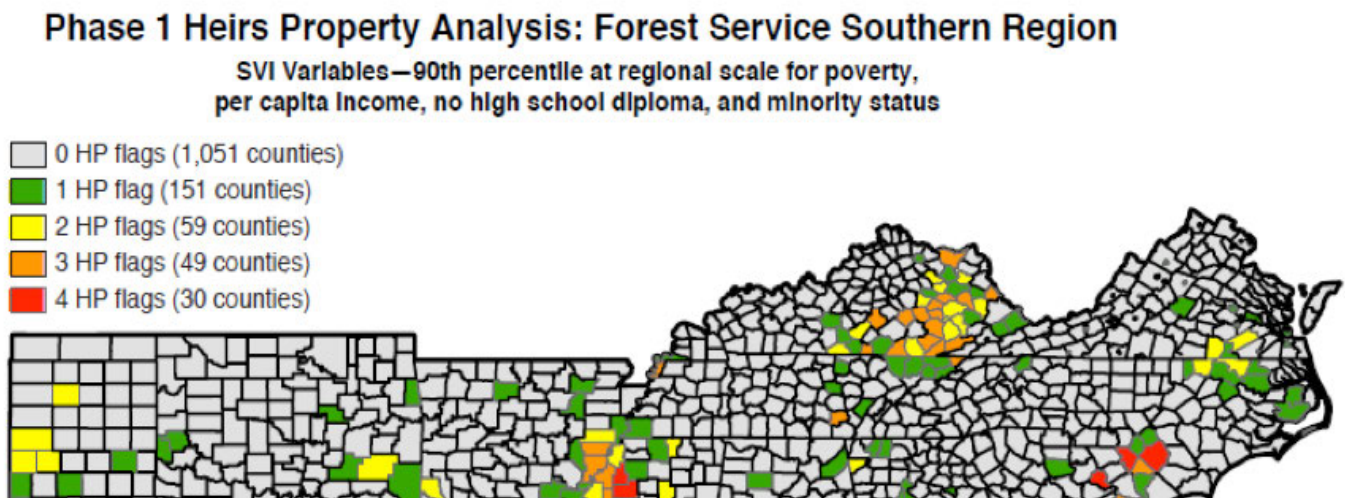 Phase 1 Heirs Property Analysis: Forest Service Southern Region
SVI Variables—90th percentile at regional scale for poverty,
per capita income, no high school diploma, and minority status
0 HP flags (1,051 counties)
1 HP flag (151 counties)
2 HP flags (59 counties)
3 HP flags (49 counties)
4 HP flags (30 counties)